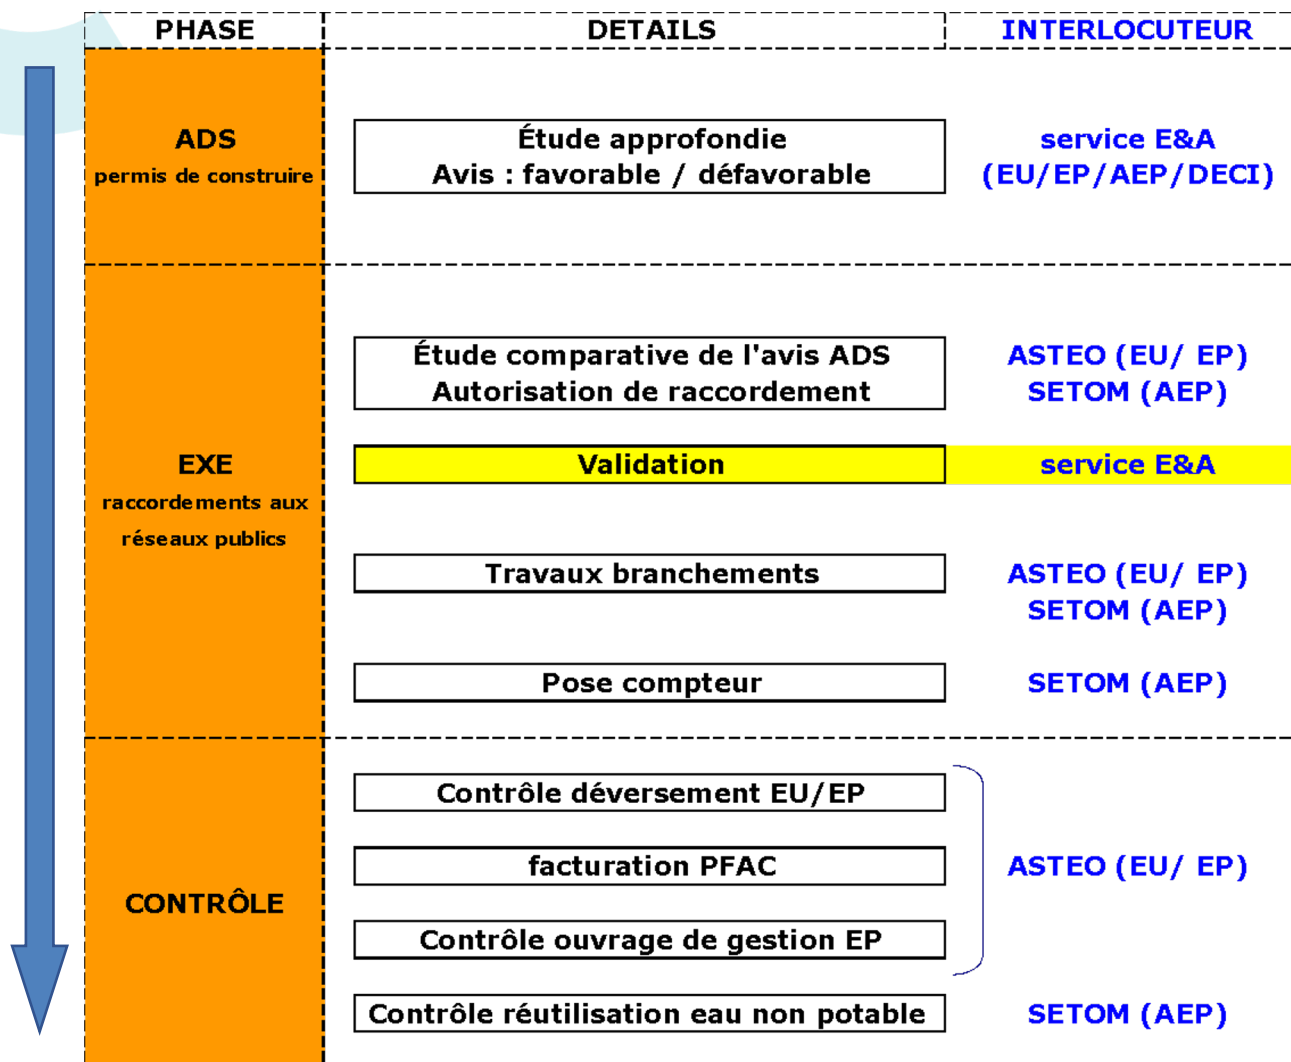 PHASE DETAILS INTERLOCUTEUR
ADS
permis de construire
Étude approfondie
Avis : favorable / défavorable
service E&A
(EU/EP/AEP/DECI)
EXE
raccordements aux
réseaux publics
Étude comparative de l'avis ADS
Autorisation de raccordement
ASTEO (EU/ EP)
SETOM (AEP)
Validation
service E&A
Travaux branchements
ASTEO (EU/ EP)
SETOM (AEP)
Pose compteur
SETOM (AEP)
CONTRÔLE
Contrôle déversement EU/EP
facturation PFAC
Contrôle ouvrage de gestion EP
ASTEO (EU/ EP)
Contrôle réutilisation eau non potable
SETOM (AEP)